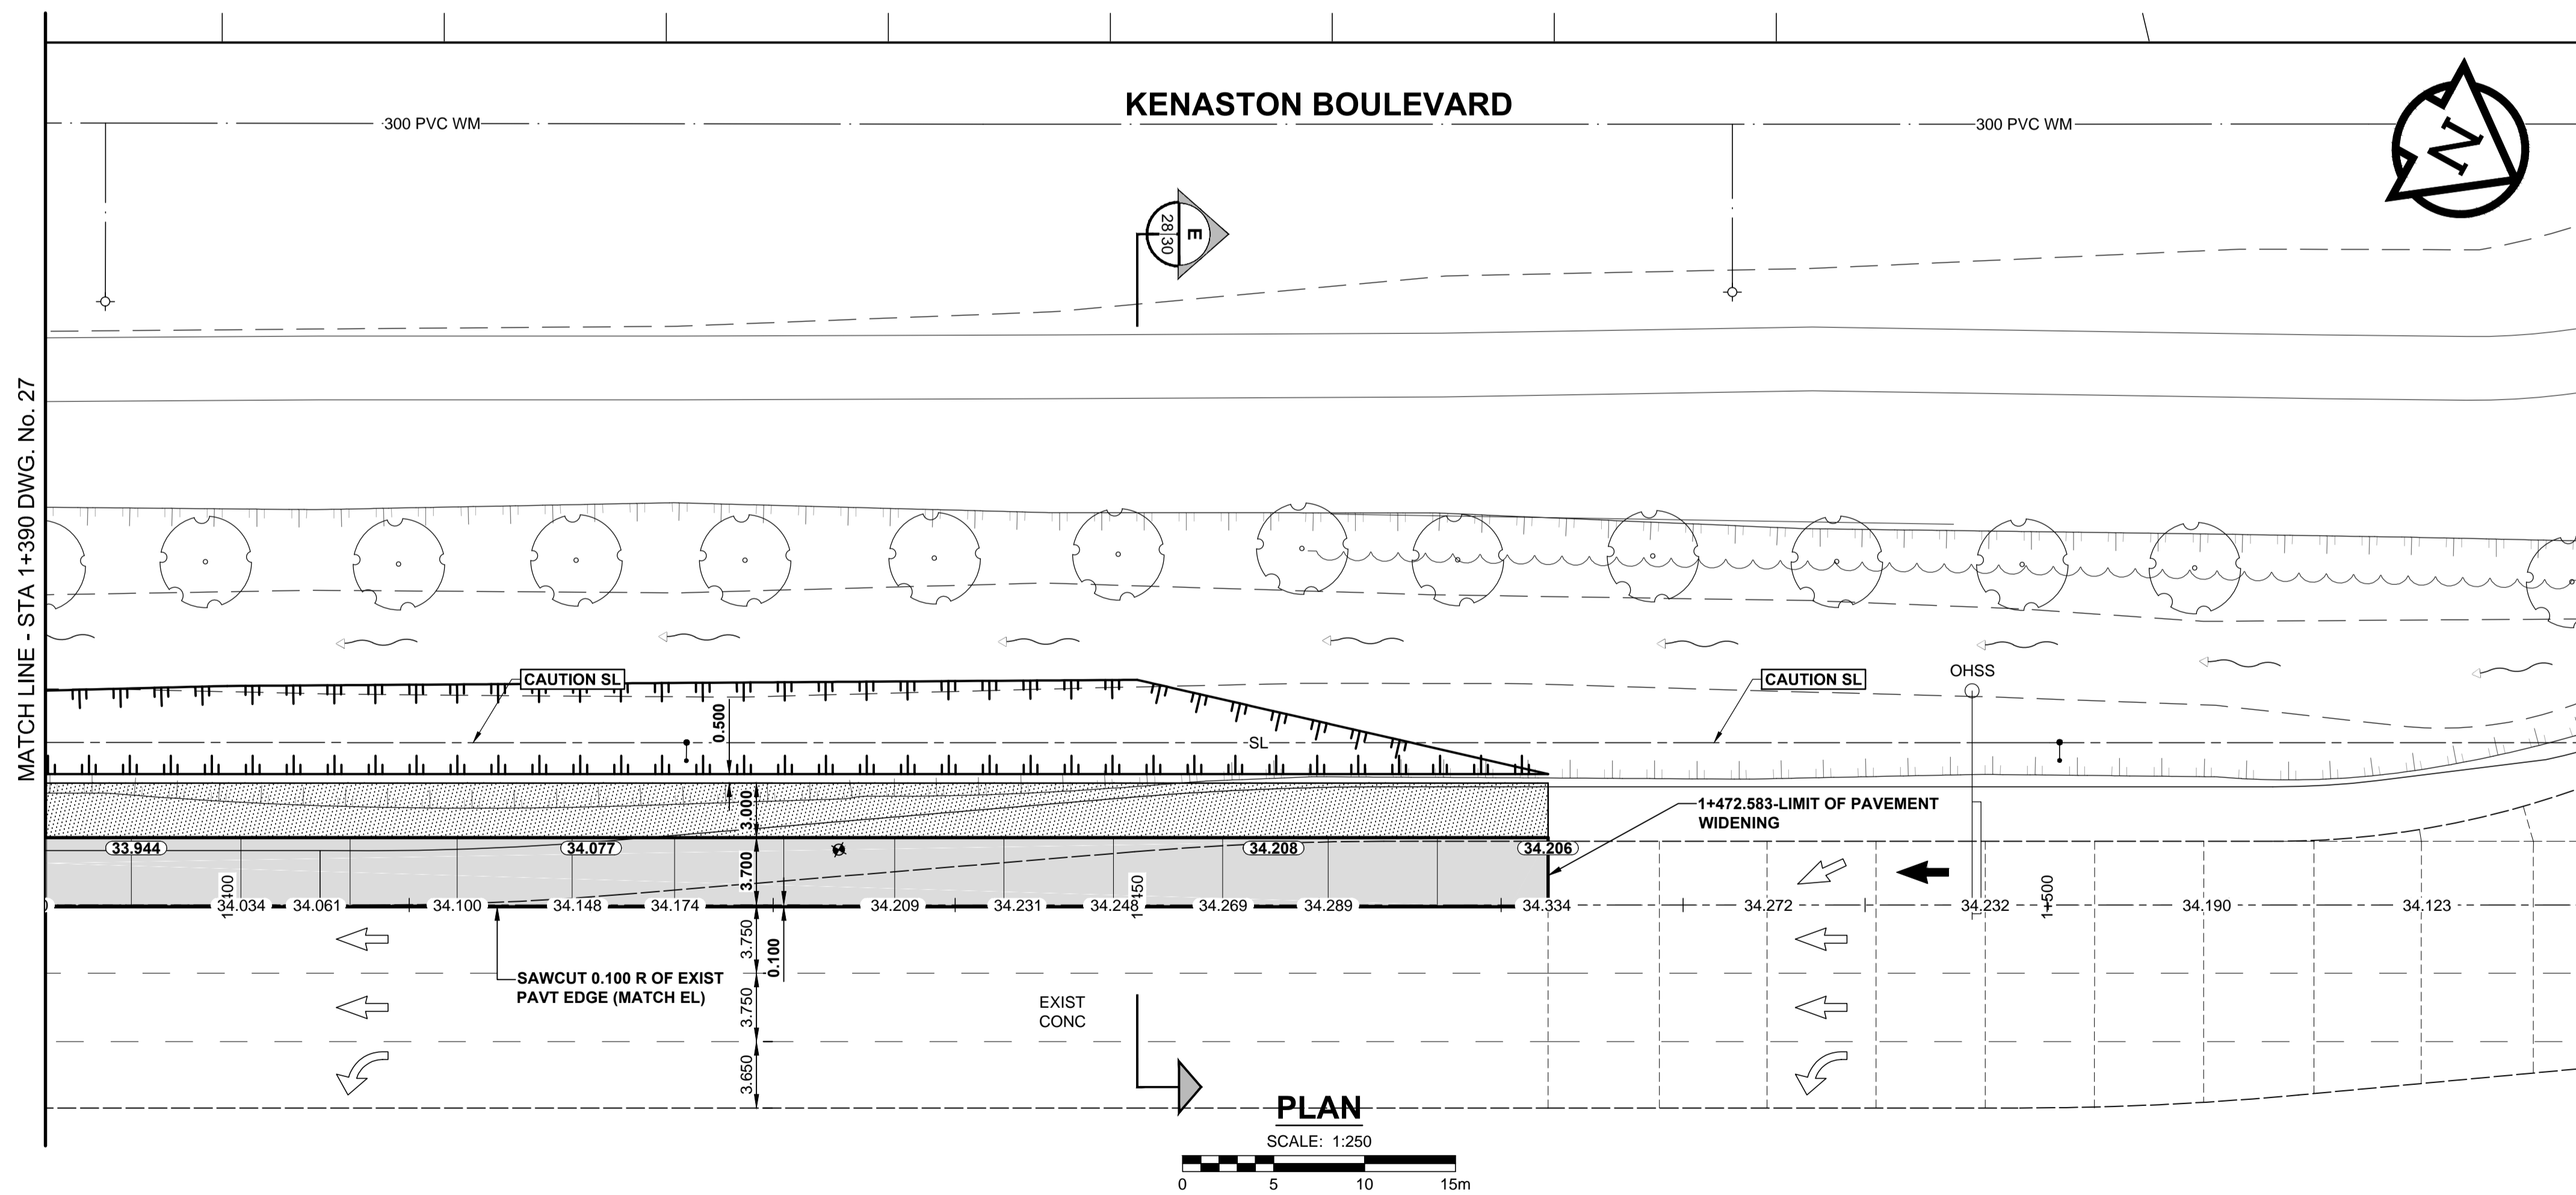 KENASTON BOULEVARD
300 PVC WM
300 PVC WM
N
E
28 30
MATCH LINE - STA 1+390 DWG. No. 27
CAUTION SL
CAUTION SL
OHSS
0.500
SL
3.000
1+472.583-LIMIT OF PAVEMENT
WIDENING
33.944
34.077
34.208
34.206
3.700
1+400
1+450
1+500
34.034
34.061
34.100
34.148
34.174
34.209
34.231
34.248
34.269
34.289
34.334
34.272
34.232
34.190
34.123
3.750
0.100
SAWCUT 0.100 R OF EXIST
PAVT EDGE (MATCH EL)
3.750
EXIST
CONC
3.650
PLAN
SCALE: 1:250
0 5 10 15m